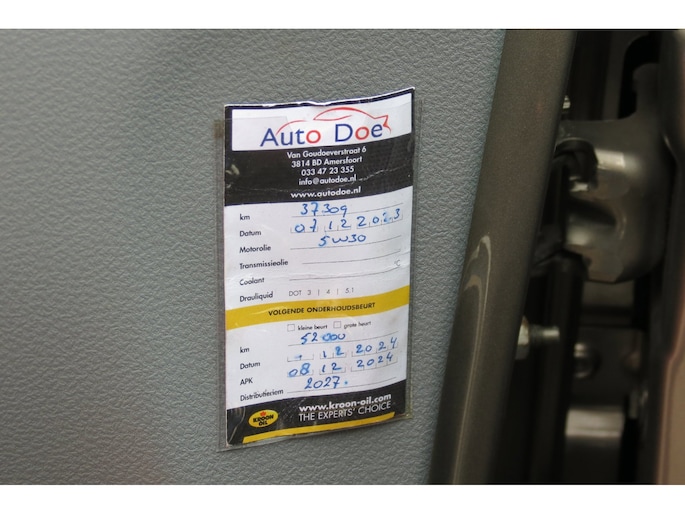 Auto Doe
Van Goudoeverstraat 6
3814 BD Amersfoort
033 47 23 355
info@autodoe.nl
www.autodoe.nl
km 37309
Datum 07 12 2023
Motorolie 5W30
Transmissieolie
Coolant
Drauliquid DOT 3 | 4 | 5.1
VOLGENDE ONDERHOUDSBEURT
kleine beurt grote beurt
km 52000
Datum 12 2024
APK 08 12 2024
Distributieriem 2027
KROON OIL
www.kroon-oil.com
THE EXPERTS' CHOICE